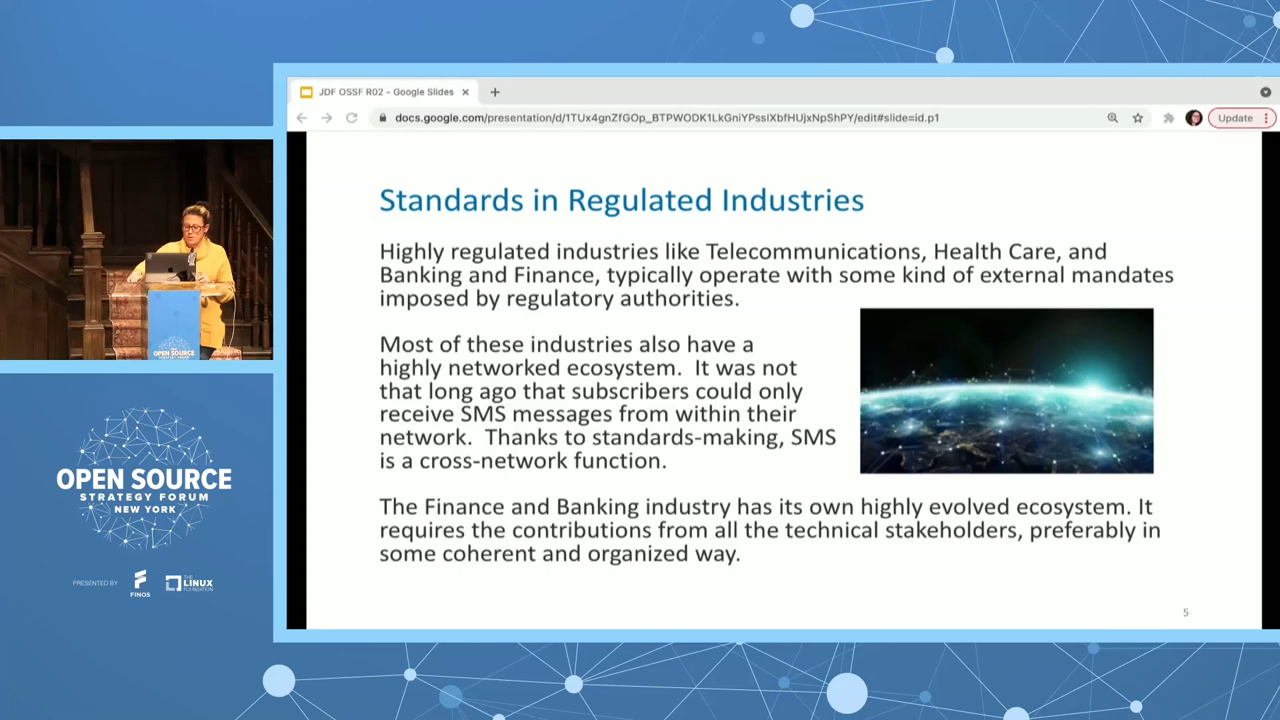 JDF OSSF R02 - Google Slides
docs.google.com/presentation/d/1TUx4gnZfGOp_BTPWODK1LkGniYPssIXbfHUjxNpShPY/edit#slide=id.p1
Update
Standards in Regulated Industries
Highly regulated industries like Telecommunications, Health Care, and
Banking and Finance, typically operate with some kind of external mandates
imposed by regulatory authorities.
Most of these industries also have a
highly networked ecosystem. It was not
that long ago that subscribers could only
receive SMS messages from within their
network. Thanks to standards-making, SMS
is a cross-network function.
The Finance and Banking industry has its own highly evolved ecosystem. It
requires the contributions from all the technical stakeholders, preferably in
some coherent and organized way.
5
OPEN SOURCE
OPEN SOURCE
STRATEGY FORUM
NEW YORK
PRESENTED BY
FINOS
THE
LINUX
FOUNDATION